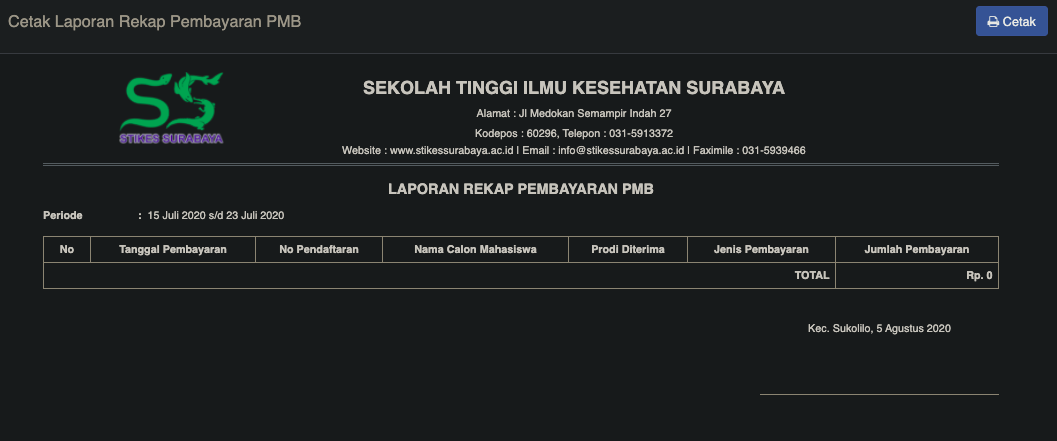 Cetak Laporan Rekap Pembayaran PMB
Cetak
STIKES SURABAYA
SEKOLAH TINGGI ILMU KESEHATAN SURABAYA
Alamat : Jl Medokan Semampir Indah 27
Kodepos : 60296, Telepon : 031-5913372
Website : www.stikessurabaya.ac.id I Email : info@stikessurabaya.ac.id I Faximile : 031-5939466
LAPORAN REKAP PEMBAYARAN PMB
Periode : 15 Juli 2020 s/d 23 Juli 2020
No Tanggal Pembayaran No Pendaftaran Nama Calon Mahasiswa Prodi Diterima Jenis Pembayaran Jumlah Pembayaran
TOTAL Rp. 0
Kec. Sukolilo, 5 Agustus 2020